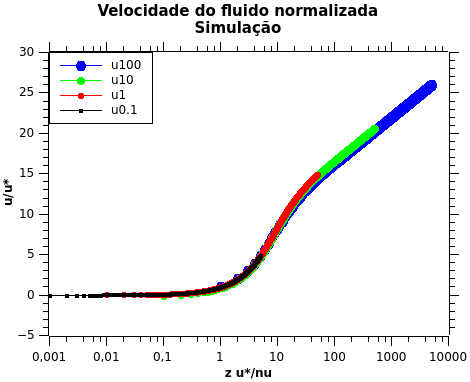 Velocidade do fluido normalizada
Simulação
u100
u10
u1
u0.1
30
25
20
15
10
5
0
−5
u/u*
0,001 0,01 0,1 1 10 100 1000 10000
z u*/nu